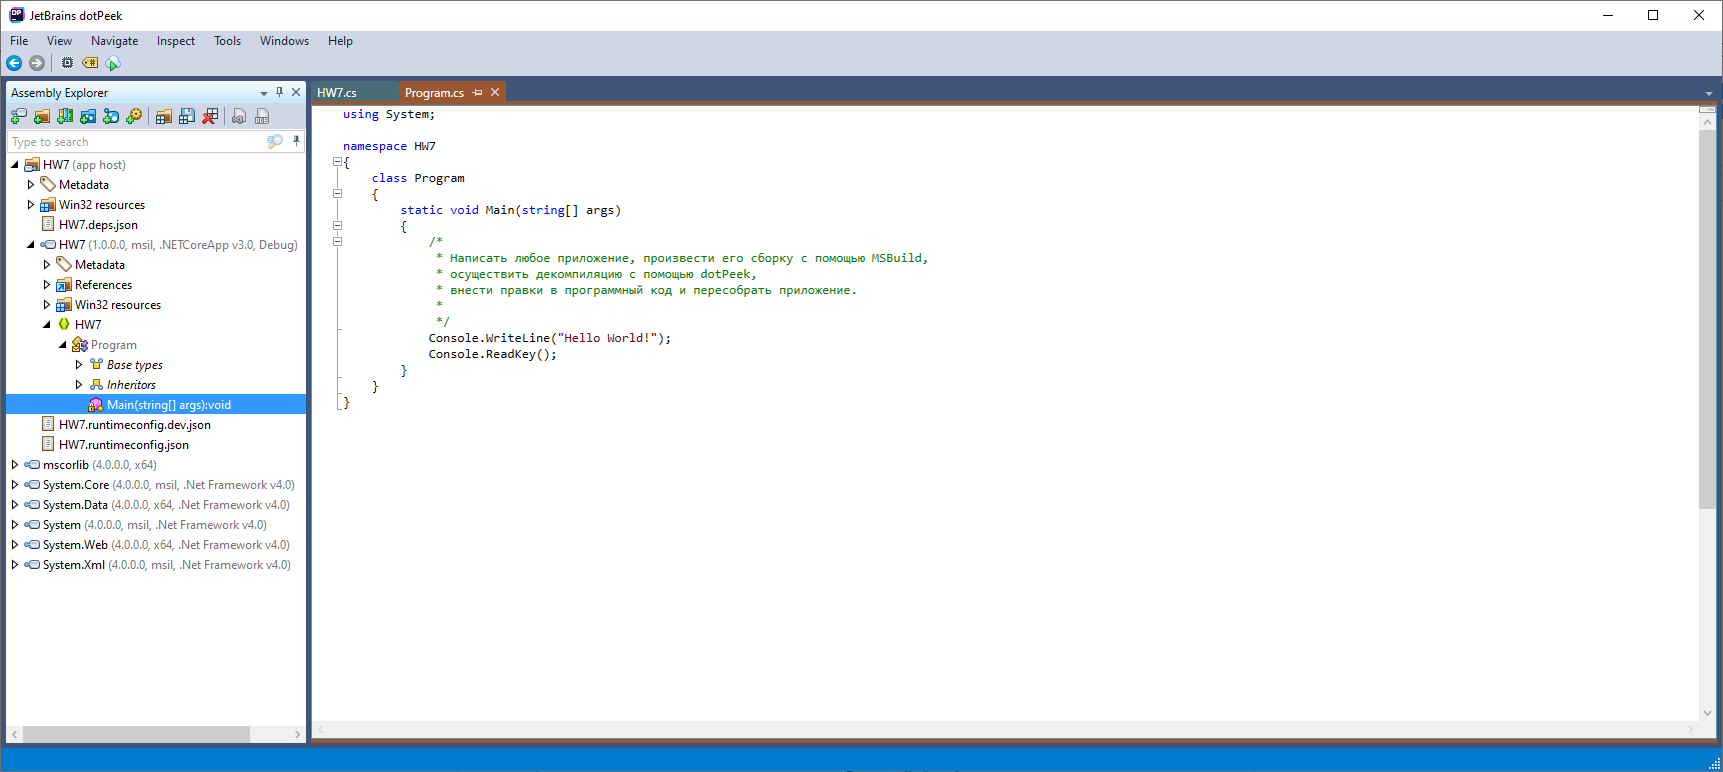 JetBrains dotPeek
File View Navigate Inspect Tools Windows Help
Assembly Explorer
Type to search
HW7 (app host)
Metadata
Win32 resources
HW7.deps.json
HW7 (1.0.0.0, msil, .NETCoreApp v3.0, Debug)
Metadata
References
Win32 resources
HW7
Program
Base types
Inheritors
Main(string[] args):void
HW7.runtimeconfig.dev.json
HW7.runtimeconfig.json
mscorlib (4.0.0.0, x64)
System.Core (4.0.0.0, msil, .Net Framework v4.0)
System.Data (4.0.0.0, x64, .Net Framework v4.0)
System (4.0.0.0, msil, .Net Framework v4.0)
System.Web (4.0.0.0, x64, .Net Framework v4.0)
System.Xml (4.0.0.0, msil, .Net Framework v4.0)
HW7.cs Program.cs
using System;
namespace HW7
{
class Program
{
static void Main(string[] args)
{
/*
* Написать любое приложение, произвести его сборку с помощью MSBuild,
* осуществить декомпиляцию с помощью dotPeek,
* внести правки в программный код и пересобрать приложение.
*
*/
Console.WriteLine("Hello World!");
Console.ReadKey();
}
}
}